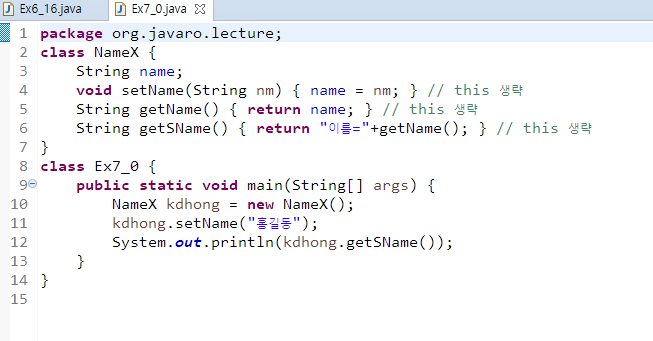 Ex6_16.java Ex7_0.java
1 package org.javaro.lecture;
2 class NameX {
3 String name;
4 void setName(String nm) { name = nm; } // this 생략
5 String getName() { return name; } // this 생략
6 String getSName() { return "이름="+getName(); } // this 생략
7 }
8 class Ex7_0 {
9 public static void main(String[] args) {
10 NameX kdhong = new NameX();
11 kdhong.setName("홍길동");
12 System.out.println(kdhong.getSName());
13 }
14 }
15